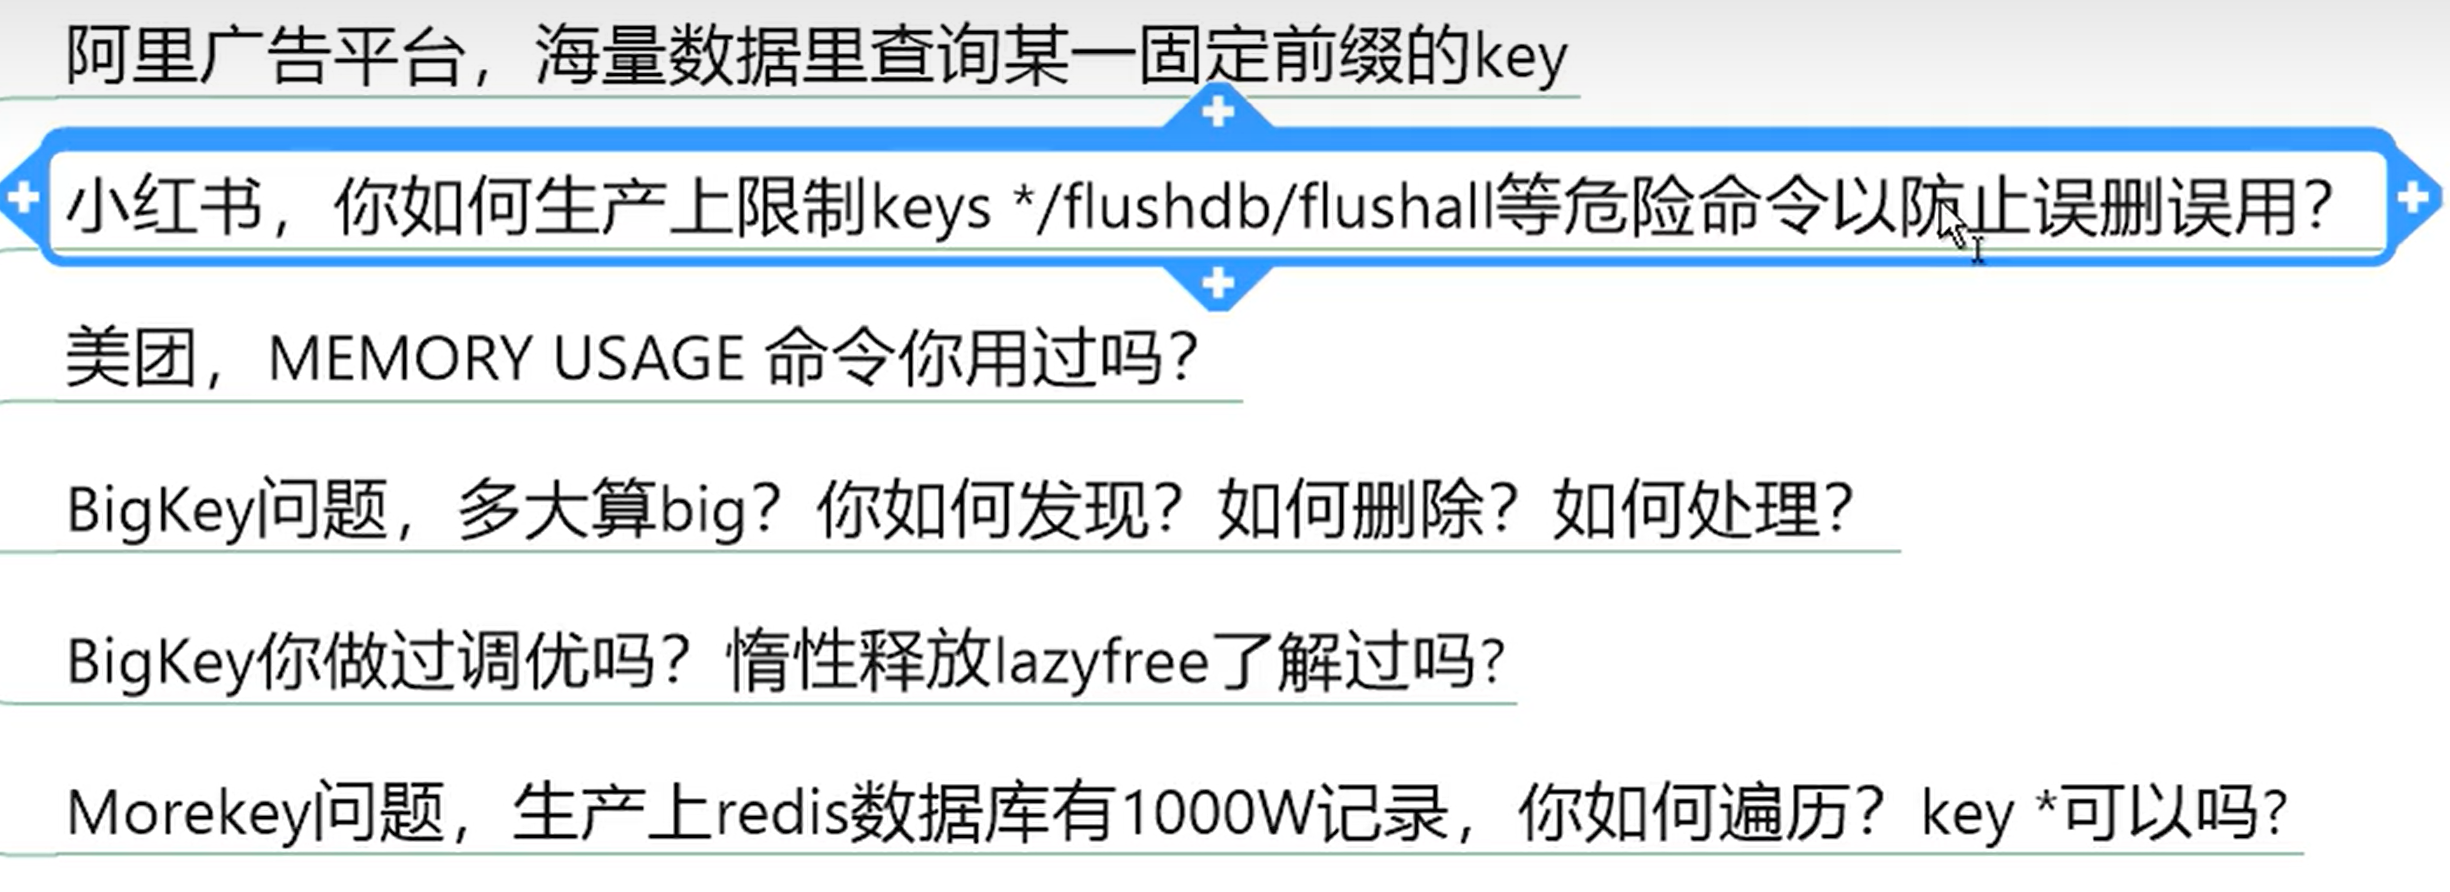 阿里广告平台，海量数据里查询某一固定前缀的key
小红书，你如何生产上限制keys */flushdb/flushall等危险命令以防止误删误用？
美团，MEMORY USAGE 命令你用过吗？
BigKey问题，多大算big？你如何发现？如何删除？如何处理？
BigKey你做过调优吗？惰性释放lazyfree了解过吗?
Morekey问题，生产上redis数据库有1000W记录，你如何遍历？key *可以吗?